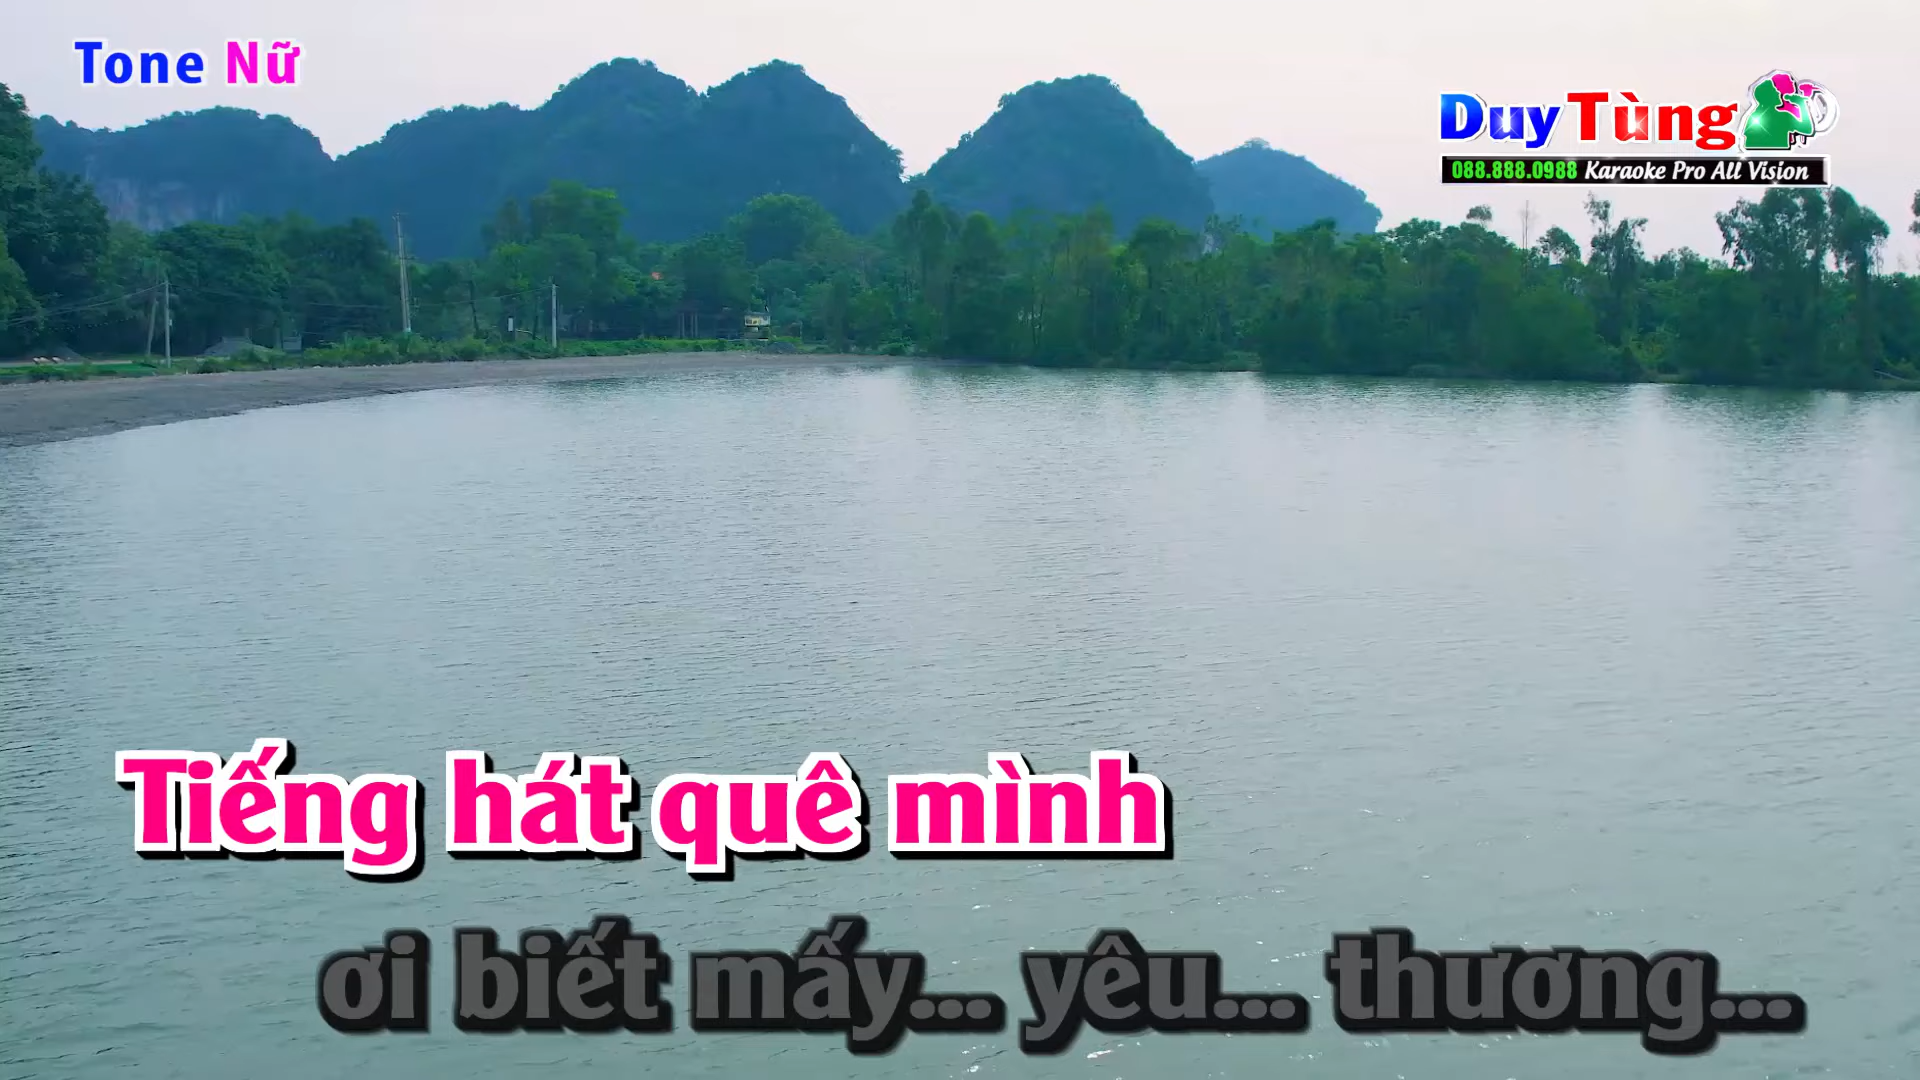 Tone Nữ
Duy Tùng
088.888.0988 Karaoke Pro All Vision
Tiếng hát quê mình
ơi biết mấy... yêu... thương...